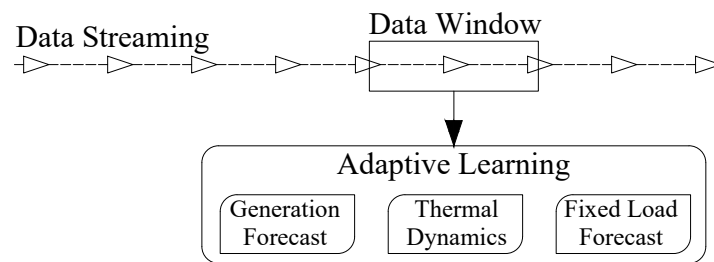 Data Window
Data Streaming
Adaptive Learning
Generation
Forecast
Thermal
Dynamics
Fixed Load
Forecast